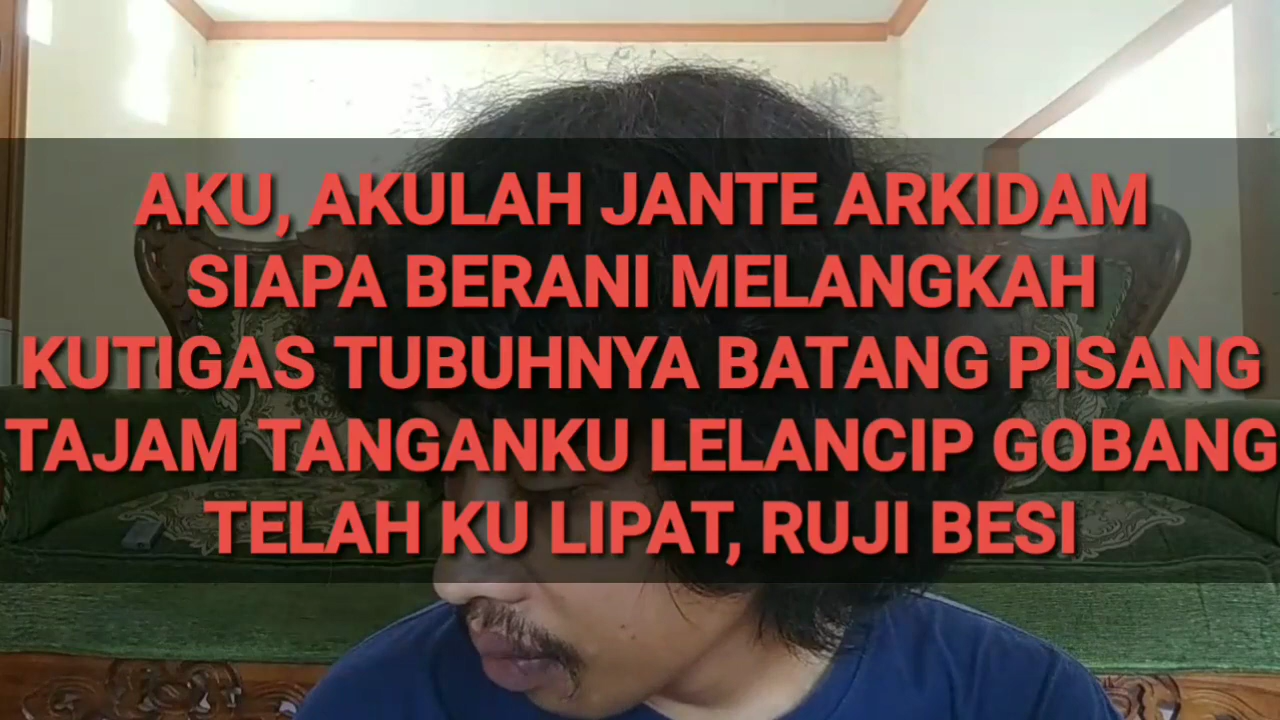 AKU, AKULAH JANTE ARKIDAM
SIAPA BERANI MELANGKAH
KUTIGAS TUBUHNYA BATANG PISANG
TAJAM TANGANKU LELANCIP GOBANG
TELAH KU LIPAT, RUJI BESI